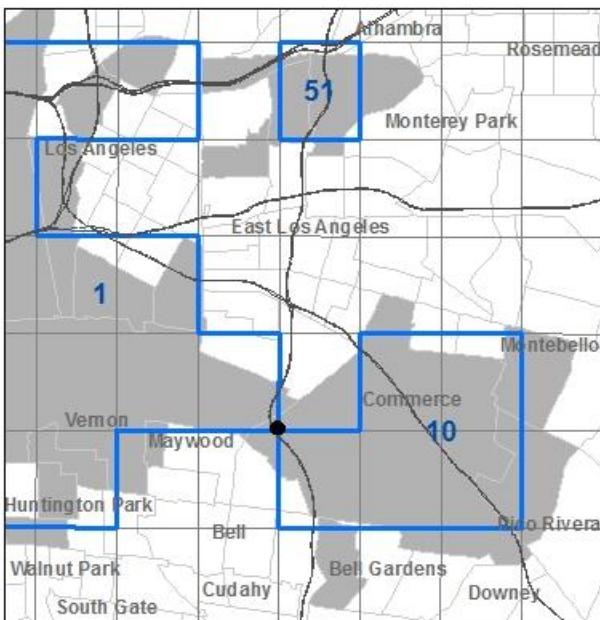 Alhambra
Rosemead
51
Monterey Park
Los Angeles
East Los Angeles
1
Montebello
Commerce
Vernon
10
Maywood
Huntington Park
Pico Rivera
Bell
Walnut Park
Bell Gardens
Cudahy
Downey
South Gate